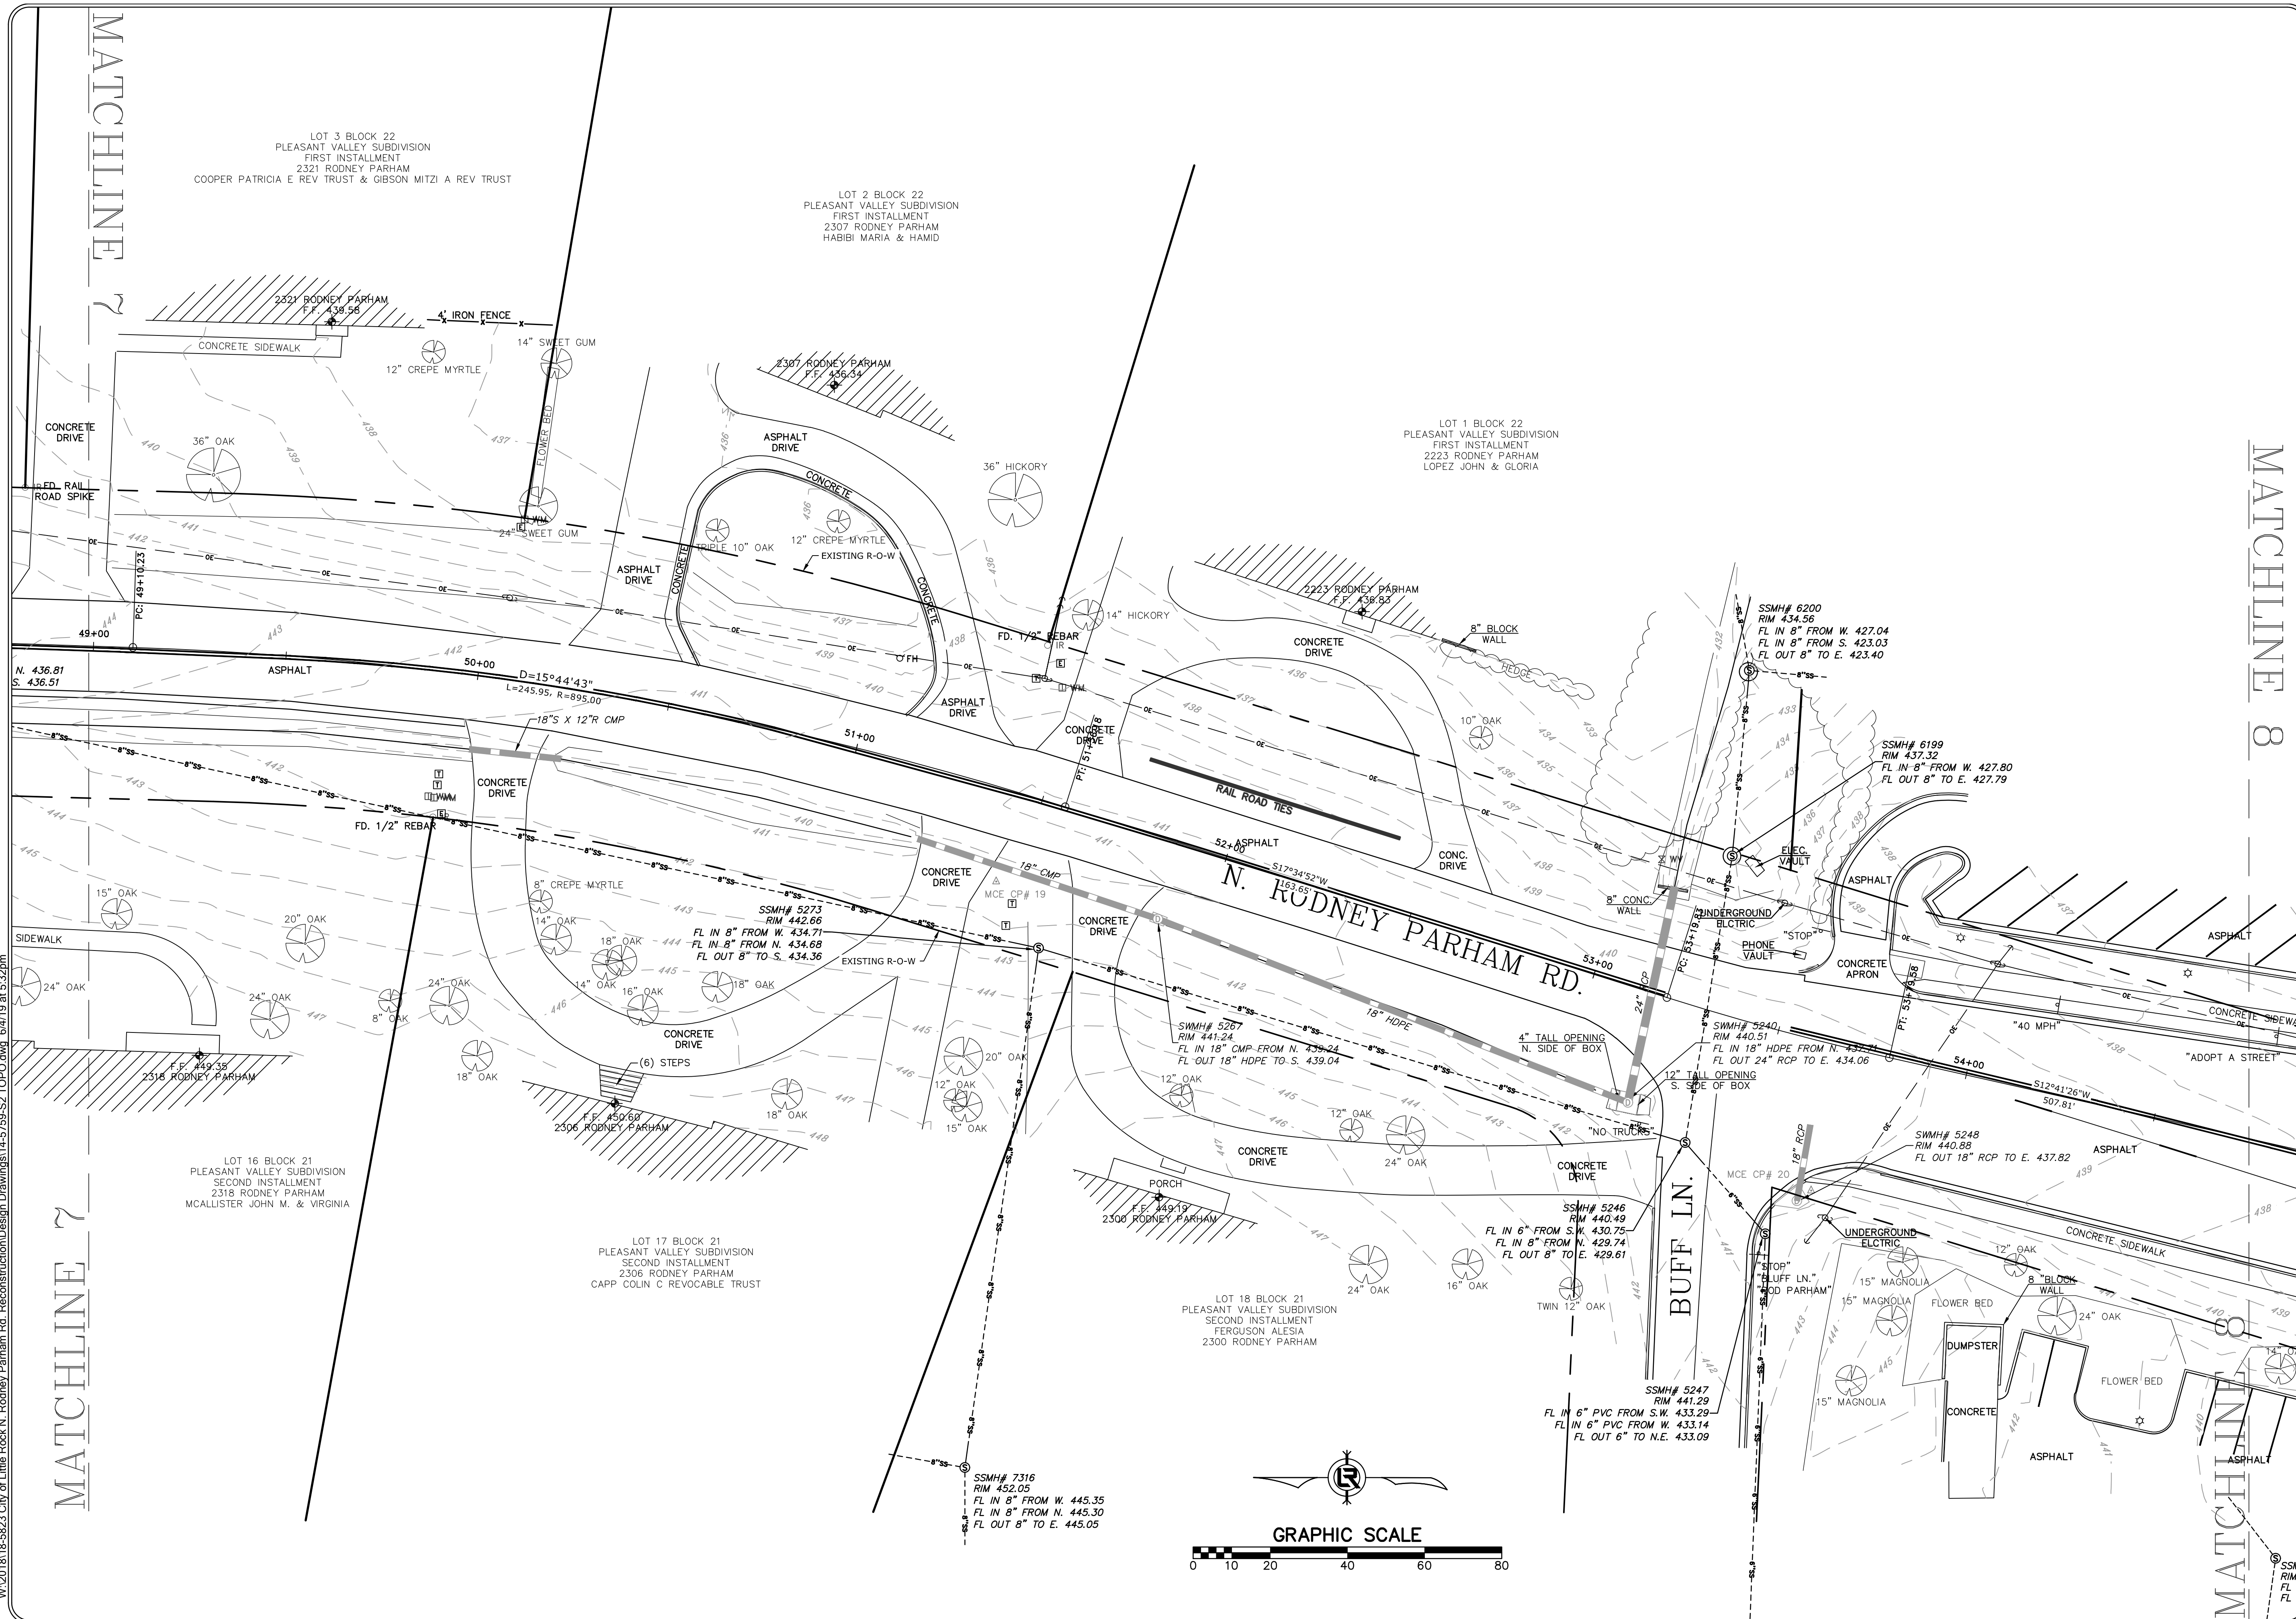 MATCHLINE 7
LOT 3 BLOCK 22
PLEASANT VALLEY SUBDIVISION
FIRST INSTALLMENT
2321 RODNEY PARHAM
COOPER PATRICIA E REV TRUST & GIBSON MITZI A REV TRUST
LOT 2 BLOCK 22
PLEASANT VALLEY SUBDIVISION
FIRST INSTALLMENT
2307 RODNEY PARHAM
HABIBI MARIA & HAMID
LOT 1 BLOCK 22
PLEASANT VALLEY SUBDIVISION
FIRST INSTALLMENT
2223 RODNEY PARHAM
LOPEZ JOHN & GLORIA
MATCHLINE 8
2321 RODNEY PARHAM
F.F. 439.58
4' IRON FENCE
CONCRETE SIDEWALK
12" CREPE MYRTLE
14" SWEET GUM
FLOWER BED
24" SWEET GUM
WM
CONCRETE
DRIVE
36" OAK
FD. RAIL
ROAD SPIKE
2307 RODNEY PARHAM
F.F. 436.34
ASPHALT
DRIVE
CONCRETE
CONCRETE
CONCRETE
36" HICKORY
TRIPLE 10" OAK
12" CREPE MYRTLE
EXISTING R-O-W
ASPHALT
DRIVE
14" HICKORY
FD. 1/2" REBAR
IR
FH
WM
ASPHALT
DRIVE
CONCRETE
DRIVE
2223 RODNEY PARHAM
F.F. 436.83
8" BLOCK
WALL
HEDGE
CONCRETE
DRIVE
10" OAK
RAIL ROAD TIES
CONC.
DRIVE
SSMH# 6200
RIM 434.56
FL IN 8" FROM W. 427.04
FL IN 8" FROM S. 423.03
FL OUT 8" TO E. 423.40
SSMH# 6199
RIM 437.32
FL IN 8" FROM W. 427.80
FL OUT 8" TO E. 427.79
WV
ELEC.
VAULT
8" CONC.
WALL
UNDERGROUND
ELCTRIC
"STOP"
PHONE
VAULT
ASPHALT
CONCRETE
APRON
ASPHALT
PC: 49+10.23
49+00
50+00
51+00
52+00
53+00
54+00
N. 436.81
S. 436.51
ASPHALT
D=15°44'43"
L=245.95, R=895.00
18"S X 12"R CMP
ASPHALT
S17°34'52"W
163.65'
N. RODNEY PARHAM RD.
S12°41'26"W
507.81'
"40 MPH"
CONCRETE SIDEWALK
"ADOPT A STREET"
CONCRETE
DRIVE
FD. 1/2" REBAR
8" CREPE MYRTLE
14" OAK
18" OAK
14" OAK
16" OAK
18" OAK
SSMH# 5273
RIM 442.66
FL IN 8" FROM W. 434.71
FL IN 8" FROM N. 434.68
FL OUT 8" TO S. 434.36
EXISTING R-O-W
CONCRETE
DRIVE
MCE CP# 19
18" CMP
CONCRETE
DRIVE
SWMH# 5267
RIM 441.24
FL IN 18" CMP FROM N. 439.24
FL OUT 18" HDPE TO S. 439.04
18" HDPE
4" TALL OPENING
N. SIDE OF BOX
SWMH# 5240
RIM 440.51
FL OUT 24" RCP TO E. 434.06
12" TALL OPENING
S. SIDE OF BOX
"NO TRUCKS"
15" OAK
20" OAK
SIDEWALK
24" OAK
24" OAK
8" OAK
24" OAK
F.F. 449.35
2318 RODNEY PARHAM
18" OAK
CONCRETE
DRIVE
(6) STEPS
F.F. 450.60
2306 RODNEY PARHAM
18" OAK
20" OAK
12" OAK
15" OAK
12" OAK
12" OAK
24" OAK
CONCRETE
DRIVE
CONCRETE
DRIVE
PORCH
F.F. 449.19
2300 RODNEY PARHAM
LOT 16 BLOCK 21
PLEASANT VALLEY SUBDIVISION
SECOND INSTALLMENT
2318 RODNEY PARHAM
MCALLISTER JOHN M. & VIRGINIA
LOT 17 BLOCK 21
PLEASANT VALLEY SUBDIVISION
SECOND INSTALLMENT
2306 RODNEY PARHAM
CAPP COLIN C REVOCABLE TRUST
LOT 18 BLOCK 21
PLEASANT VALLEY SUBDIVISION
SECOND INSTALLMENT
FERGUSON ALESIA
2300 RODNEY PARHAM
24" OAK
16" OAK
TWIN 12" OAK
SSMH# 5246
RIM 440.49
FL IN 6" FROM S.W. 430.75
FL IN 8" FROM N. 429.74
FL OUT 8" TO E. 429.61
BUFF LN.
SWMH# 5248
RIM 440.88
FL OUT 18" RCP TO E. 437.82
18" RCP
MCE CP# 20
ASPHALT
"STOP"
UNDERGROUND
ELCTRIC
CONCRETE SIDEWALK
12" OAK
15" MAGNOLIA
15" MAGNOLIA
15" MAGNOLIA
FLOWER BED
8 "BLOCK
WALL
24" OAK
DUMPSTER
CONCRETE
FLOWER BED
ASPHALT
ASPHALT
SSMH# 5247
RIM 441.29
FL IN 6" PVC FROM S.W. 433.29
FL IN 6" PVC FROM W. 433.14
FL OUT 6" TO N.E. 433.09
SSMH# 7316
RIM 452.05
FL IN 8" FROM W. 445.35
FL IN 8" FROM N. 445.30
FL OUT 8" TO E. 445.05
MATCHLINE 7
MATCHLINE 8
GRAPHIC SCALE
0 10 20 40 60 80